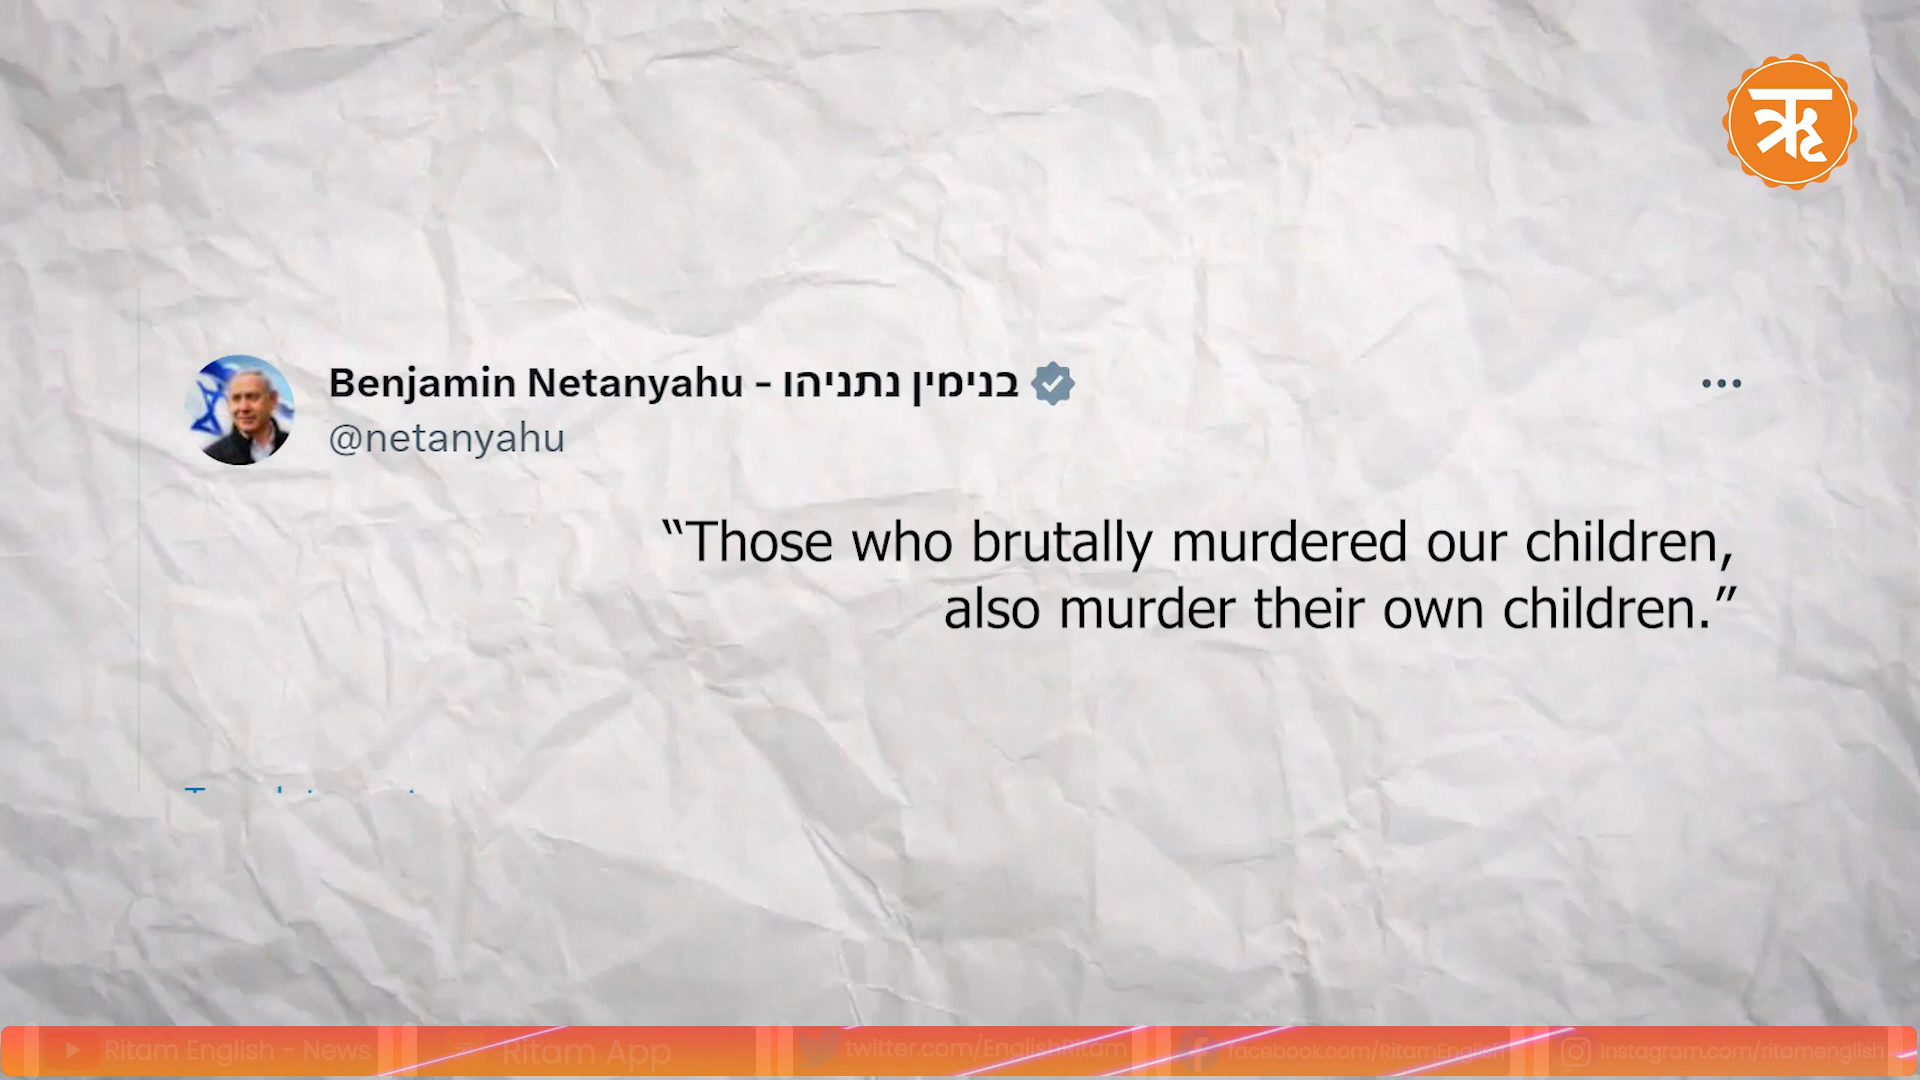 ऋ
Benjamin Netanyahu - בנימין נתניהו
@netanyahu
“Those who brutally murdered our children,
also murder their own children.”
Ritam English - News
Ritam App
twitter.com/EnglishRitam
facebook.com/RitamEnglish
instagram.com/ritamenglish